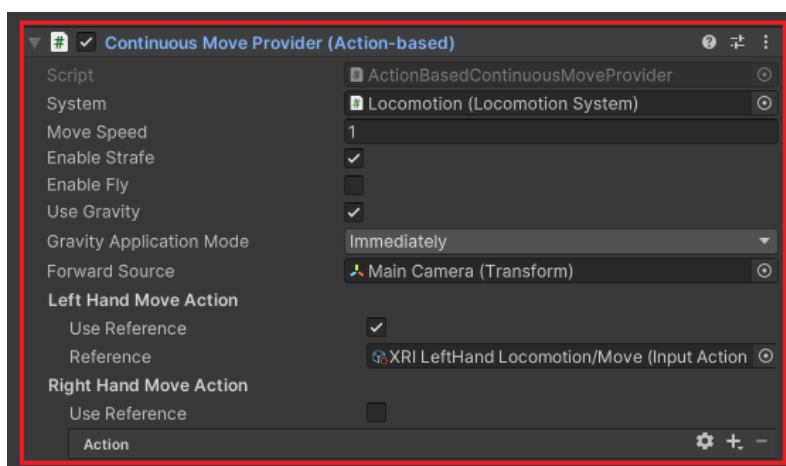 Continuous Move Provider (Action-based)
Script ActionBasedContinuousMoveProvider
System Locomotion (Locomotion System)
Move Speed 1
Enable Strafe
Enable Fly
Use Gravity
Gravity Application Mode Immediately
Forward Source Main Camera (Transform)
Left Hand Move Action
Use Reference
Reference XRI LeftHand Locomotion/Move (Input Action
Right Hand Move Action
Use Reference
Action